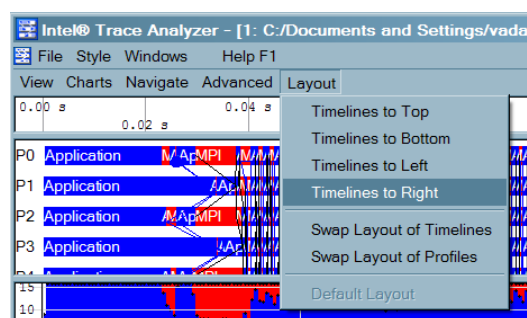 Intel® Trace Analyzer - [1: C:/Documents and Settings/vada
File Style Windows Help F1
View Charts Navigate Advanced Layout
0.00 s 0.04 s
0.02 s
Timelines to Top
Timelines to Bottom
Timelines to Left
Timelines to Right
Swap Layout of Timelines
Swap Layout of Profiles
Default Layout
P0 Application MPI
P1 Application
P2 Application MPI
P3 Application
15
10